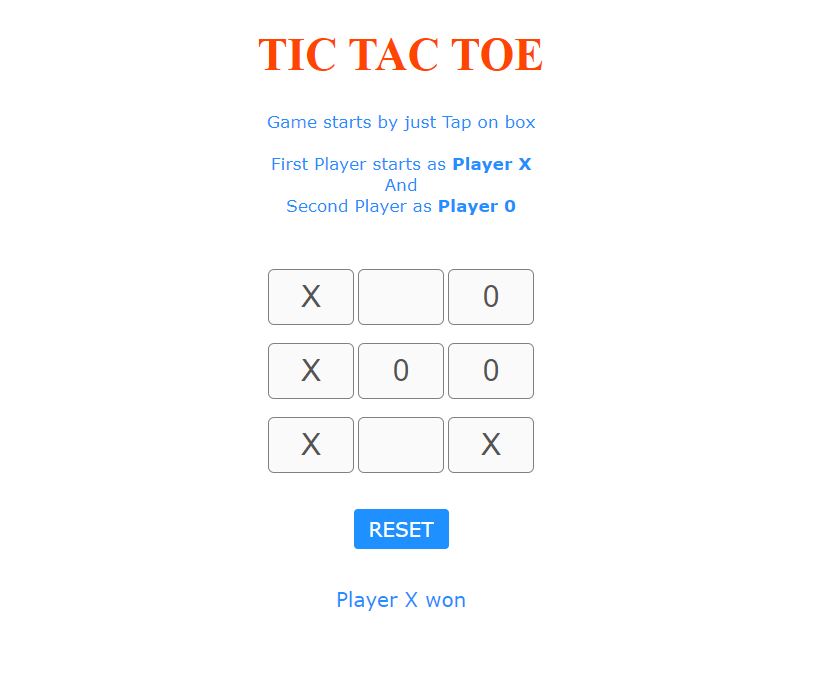 TIC TAC TOE
Game starts by just Tap on box
First Player starts as Player X
And
Second Player as Player 0
X 0
X 0 0
X X
RESET
Player X won